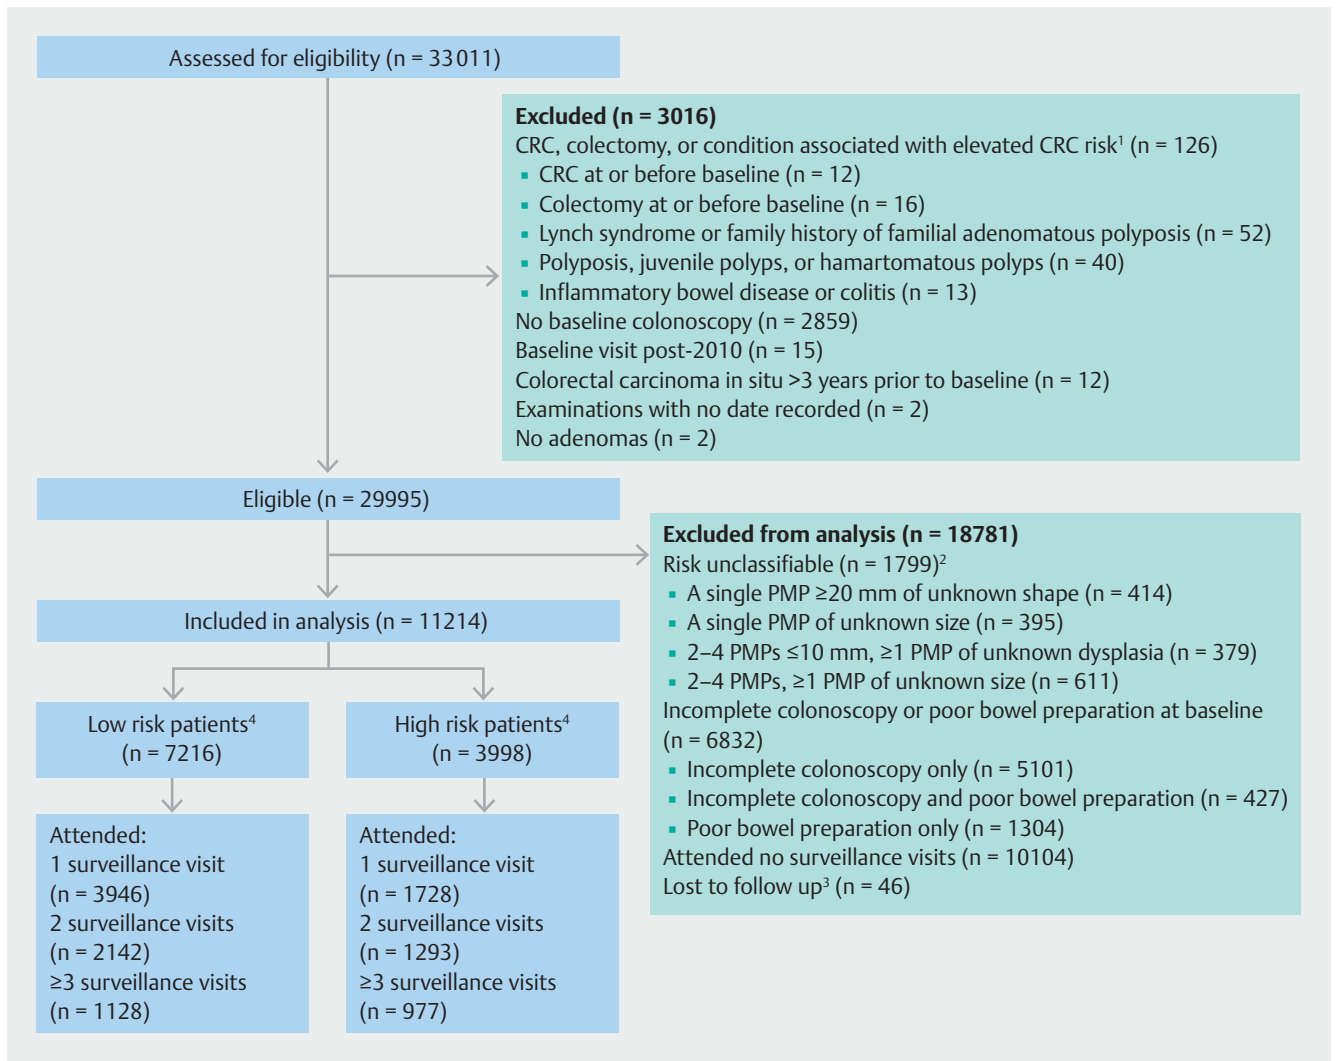 Assessed for eligibility (n = 33011)
Excluded (n = 3016)
CRC, colectomy, or condition associated with elevated CRC risk¹ (n = 126)
▪ CRC at or before baseline (n = 12)
▪ Colectomy at or before baseline (n = 16)
▪ Lynch syndrome or family history of familial adenomatous polyposis (n = 52)
▪ Polyposis, juvenile polyps, or hamartomatous polyps (n = 40)
▪ Inflammatory bowel disease or colitis (n = 13)
No baseline colonoscopy (n = 2859)
Baseline visit post-2010 (n = 15)
Colorectal carcinoma in situ >3 years prior to baseline (n = 12)
Examinations with no date recorded (n = 2)
No adenomas (n = 2)
Eligible (n = 29995)
Excluded from analysis (n = 18781)
Risk unclassifiable (n = 1799)²
▪ A single PMP ≥20 mm of unknown shape (n = 414)
▪ A single PMP of unknown size (n = 395)
▪ 2–4 PMPs ≤10 mm, ≥1 PMP of unknown dysplasia (n = 379)
▪ 2–4 PMPs, ≥1 PMP of unknown size (n = 611)
Incomplete colonoscopy or poor bowel preparation at baseline
(n = 6832)
▪ Incomplete colonoscopy only (n = 5101)
▪ Incomplete colonoscopy and poor bowel preparation (n = 427)
▪ Poor bowel preparation only (n = 1304)
Attended no surveillance visits (n = 10104)
Lost to follow up³ (n = 46)
Included in analysis (n = 11214)
Low risk patients⁴
(n = 7216)
High risk patients⁴
(n = 3998)
Attended:
1 surveillance visit
(n = 3946)
2 surveillance visits
(n = 2142)
≥3 surveillance visits
(n = 1128)
Attended:
1 surveillance visit
(n = 1728)
2 surveillance visits
(n = 1293)
≥3 surveillance visits
(n = 977)